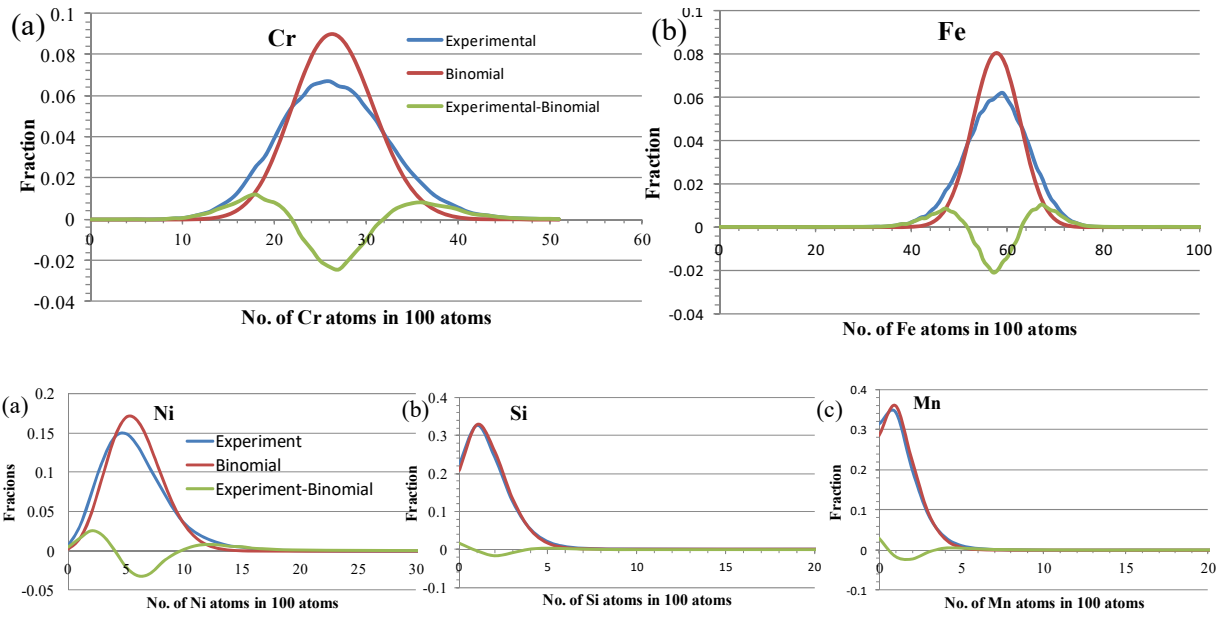 (a)
Cr
Experimental
Binomial
Experimental-Binomial
0.1
0.08
0.06
0.04
0.02
0
-0.02
-0.04
0 10 20 30 40 50 60
Fraction
No. of Cr atoms in 100 atoms
(b)
Fe
0.1
0.08
0.06
0.04
0.02
0
-0.02
-0.04
0 20 40 60 80 100
Fraction
No. of Fe atoms in 100 atoms
(a)
Ni
Experiment
Binomial
Experiment-Binomial
0.2
0.15
0.1
0.05
0
-0.05
0 5 10 15 20 25 30
Fracions
No. of Ni atoms in 100 atoms
(b)
Si
0.4
0.3
0.2
0.1
0
-0.1
0 5 10 15 20
Fraction
No. of Si atoms in 100 atoms
(c)
Mn
0.4
0.3
0.2
0.1
0
-0.1
0 5 10 15 20
Fraction
No. of Mn atoms in 100 atoms